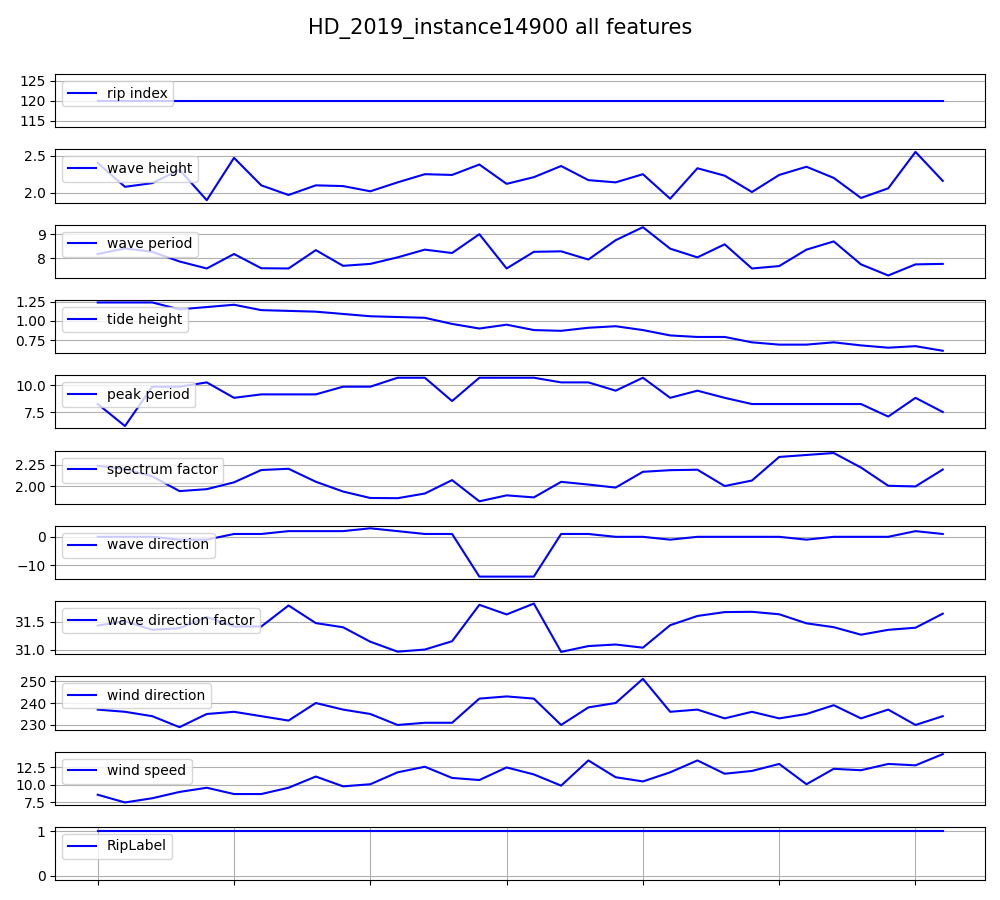 HD_2019_instance14900 all features
125
120
115
rip index
2.5
2.0
wave height
9
8
wave period
1.25
1.00
0.75
tide height
10.0
7.5
peak period
2.25
2.00
spectrum factor
0
−10
wave direction
31.5
31.0
wave direction factor
250
240
230
wind direction
12.5
10.0
7.5
wind speed
1
0
RipLabel